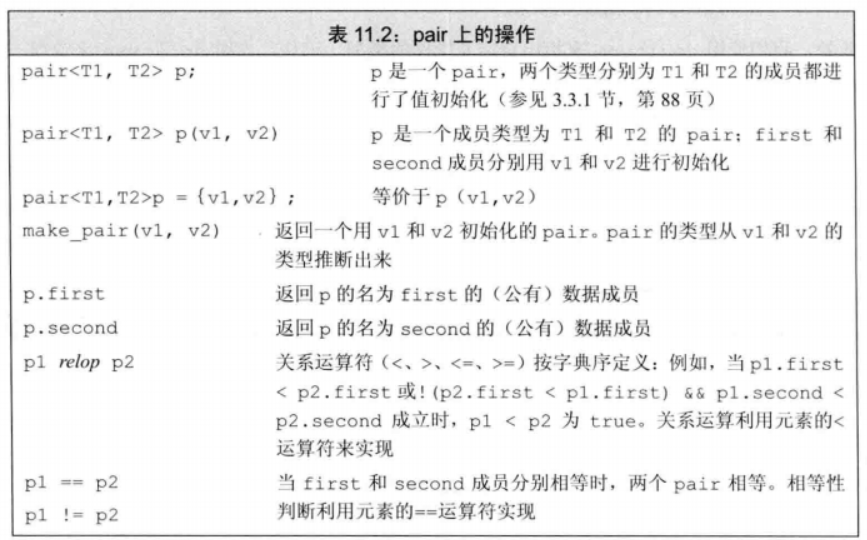 表 11.2：pair 上的操作
pair<T1, T2> p; p 是一个 pair，两个类型分别为 T1 和 T2 的成员都进
行了值初始化（参见 3.3.1 节，第 88 页）
pair<T1, T2> p(v1, v2) p 是一个成员类型为 T1 和 T2 的 pair；first 和
second 成员分别用 v1 和 v2 进行初始化
pair<T1,T2>p = {v1,v2}; 等价于 p（v1,v2）
make_pair(v1, v2) 返回一个用 v1 和 v2 初始化的 pair。pair 的类型从 v1 和 v2 的
类型推断出来
p.first 返回 p 的名为 first 的（公有）数据成员
p.second 返回 p 的名为 second 的（公有）数据成员
p1 relop p2 关系运算符（<、>、<=、>=）按字典序定义：例如，当 p1.first
< p2.first 或!(p2.first < p1.first) && p1.second <
p2.second 成立时，p1 < p2 为 true。关系运算利用元素的<
运算符来实现
p1 == p2 当 first 和 second 成员分别相等时，两个 pair 相等。相等性
p1 != p2 判断利用元素的==运算符实现